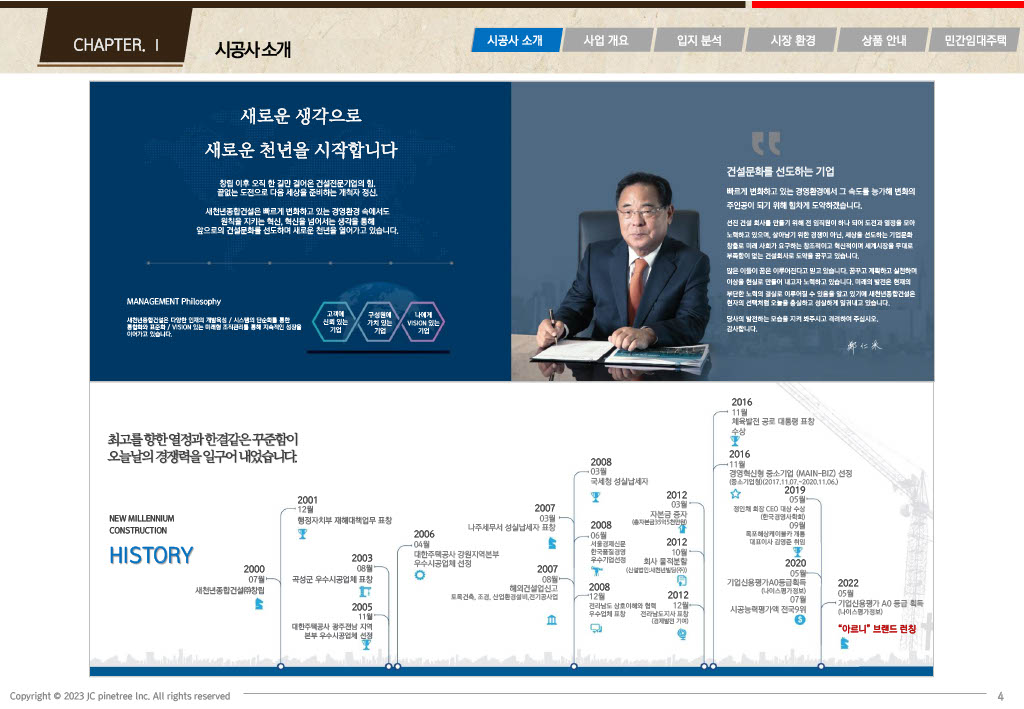 CHAPTER. I
시공사 소개
시공사 소개
사업 개요
입지 분석
시장 환경
상품 안내
민간임대주택
새로운 생각으로
새로운 천년을 시작합니다
창립 이후 오직 한 길만 걸어온 건설전문기업의 힘.
끝없는 도전으로 다음 세상을 준비하는 개척자 정신.
새천년종합건설은 빠르게 변화하고 있는 경영환경 속에서도
원칙을 지키는 혁신, 혁신을 넘어서는 생각을 통해
앞으로의 건설문화를 선도하며 새로운 천년을 열어가고 있습니다.
MANAGEMENT Philosophy
새천년종합건설은 다양한 인재의 개발육성 / 시스템의 단순화를 통한
통합화와 표준화 / VISION 있는 미래형 조직관리를 통해 지속적인 성장을
이어가고 있습니다.
고객에
신뢰 있는
기업
구성원에
가치 있는
기업
나에게
VISION 있는
기업
건설문화를 선도하는 기업
빠르게 변화하고 있는 경영환경에서 그 속도를 능가해 변화의
주인공이 되기 위해 힘차게 도약하겠습니다.
선진 건설 회사를 만들기 위해 전 임직원이 하나 되어 도전과 열정을 모아
노력하고 있으며, 살아남기 위한 경쟁이 아닌, 세상을 선도하는 기업문화
창출로 미래 사회가 요구하는 창조적이고 혁신적이며 세계시장을 무대로
부족함이 없는 건설회사로 도약을 꿈꾸고 있습니다.
많은 이들이 꿈은 이루어진다고 믿고 있습니다. 꿈꾸고 계획하고 실천하며
이상을 현실로 만들어 내고자 노력하고 있습니다. 미래의 발전은 현재의
부단한 노력의 결실로 이루어질 수 있음을 알고 있기에 새천년종합건설은
현자의 선택처럼 오늘을 충실하고 성실하게 일궈내고 있습니다.
당사의 발전하는 모습을 지켜 봐주시고 격려하여 주십시오.
감사합니다.
최고를 향한 열정과 한결같은 꾸준함이
오늘날의 경쟁력을 일구어 내었습니다.
NEW MILLENNIUM
CONSTRUCTION
HISTORY
2000
07월
새천년종합건설㈜창립
2001
12월
행정자치부 재해대책업무 표창
2003
08월
곡성군 우수시공업체 표창
2005
11월
대한주택공사 광주전남 지역
본부 우수시공업체 선정
2006
04월
대한주택공사 강원지역본부
우수시공업체 선정
2007
03월
나주세무서 성실납세자 표창
2007
08월
해외건설업신고
토목건축, 조경, 산업환경설비,전기공사업
2008
03월
국세청 성실납세자
2008
06월
서울경제신문
한국품질경영
우수기업선정
2008
12월
전라남도 상호이해와 협력
우수업체 표창
2012
03월
자본금 증자
(총자본금35억5천만원)
2012
10월
회사 물적분할
(신설법인:새천년빌딩(주))
2012
12월
전라남도지사 표창
(경제발전 기여)
2016
11월
체육발전 공로 대통령 표창
수상
2016
11월
경영혁신형 중소기업 (MAIN-BIZ) 선정
(중소기업청)(2017.11.07.~2020.11.06.)
2019
05월
정인채 회장 CEO 대상 수상
(한국경영사학회)
09월
목포해상케이블카 개통
대표이사 김영준 취임
2020
05월
기업신용평가A0등급획득
(나이스평가정보)
07월
시공능력평가액 전국9위
2022
05월
기업신용평가 A0 등급 획득
(나이스평가정보)
"아르니" 브랜드 런칭
Copyright © 2023 JC pinetree Inc. All rights reserved
4